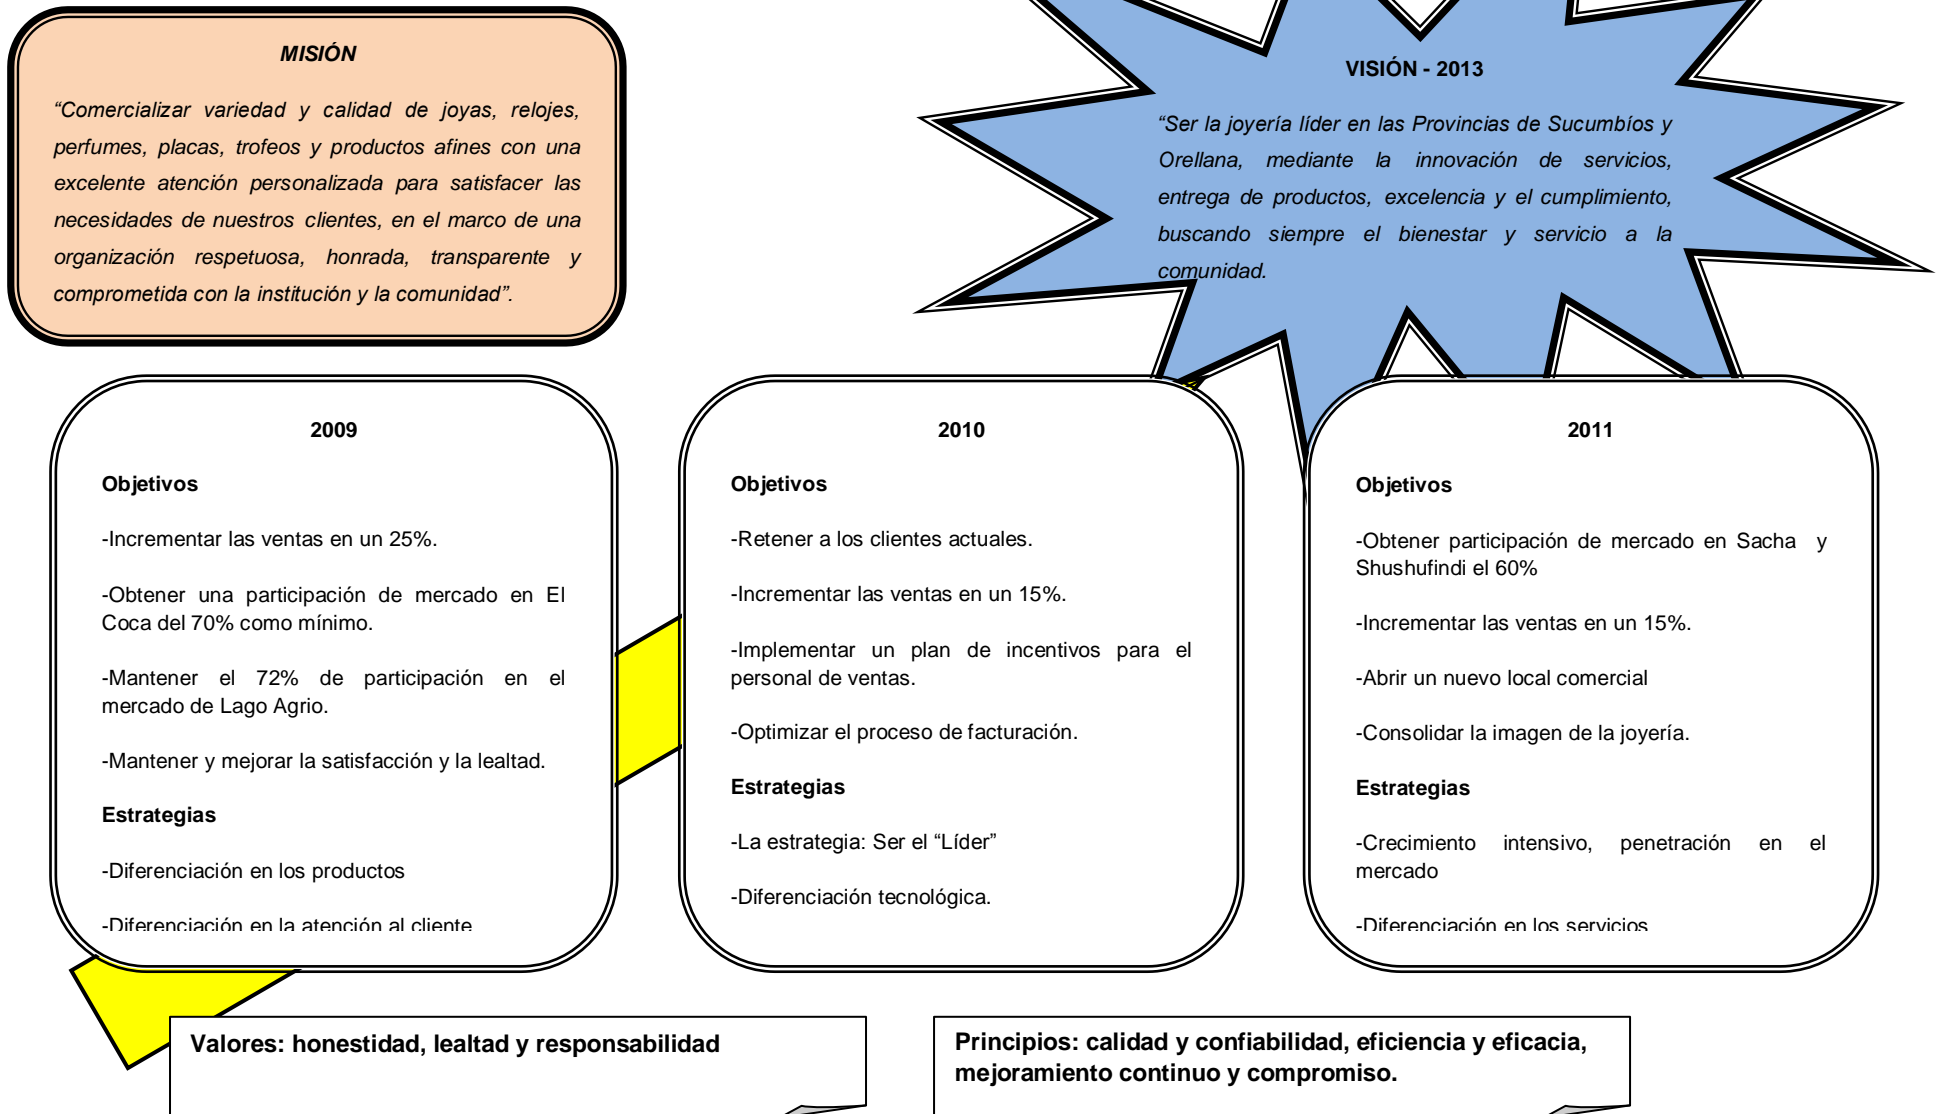 MISIÓN
“Comercializar variedad y calidad de joyas, relojes,
perfumes, placas, trofeos y productos afines con una
excelente atención personalizada para satisfacer las
necesidades de nuestros clientes, en el marco de una
organización respetuosa, honrada, transparente y
comprometida con la institución y la comunidad”.
VISIÓN - 2013
“Ser la joyería líder en las Provincias de Sucumbíos y
Orellana, mediante la innovación de servicios,
entrega de productos, excelencia y el cumplimiento,
buscando siempre el bienestar y servicio a la
comunidad.
2009
Objetivos
-Incrementar las ventas en un 25%.
-Obtener una participación de mercado en El
Coca del 70% como mínimo.
-Mantener el 72% de participación en el
mercado de Lago Agrio.
-Mantener y mejorar la satisfacción y la lealtad.
Estrategias
-Diferenciación en los productos
-Diferenciación en la atención al cliente
2010
Objetivos
-Retener a los clientes actuales.
-Incrementar las ventas en un 15%.
-Implementar un plan de incentivos para el
personal de ventas.
-Optimizar el proceso de facturación.
Estrategias
-La estrategia: Ser el “Líder”
-Diferenciación tecnológica.
2011
Objetivos
-Obtener participación de mercado en Sacha y
Shushufindi el 60%
-Incrementar las ventas en un 15%.
-Abrir un nuevo local comercial
-Consolidar la imagen de la joyería.
Estrategias
-Crecimiento intensivo, penetración en el
mercado
-Diferenciación en los servicios
Valores: honestidad, lealtad y responsabilidad
Principios: calidad y confiabilidad, eficiencia y eficacia,
mejoramiento continuo y compromiso.